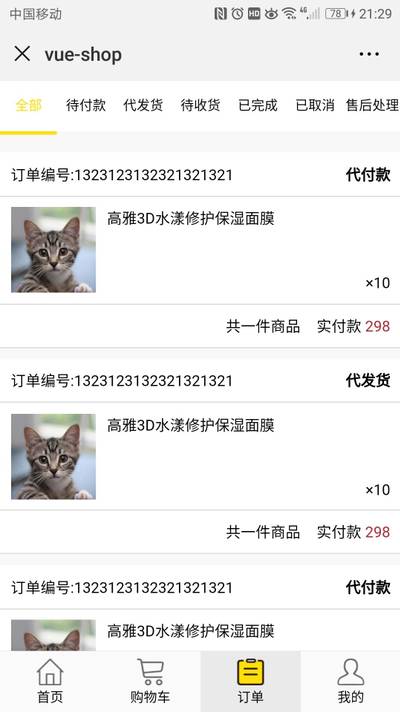 中国移动 HD 4G 78 21:29
vue-shop
全部 待付款 代发货 待收货 已完成 已取消 售后处理
订单编号:1323123132321321321 代付款
高雅3D水漾修护保湿面膜
×10
共一件商品 实付款 298
订单编号:1323123132321321321 代发货
高雅3D水漾修护保湿面膜
×10
共一件商品 实付款 298
订单编号:1323123132321321321 代付款
高雅3D水漾修护保湿面膜
首页 购物车 订单 我的